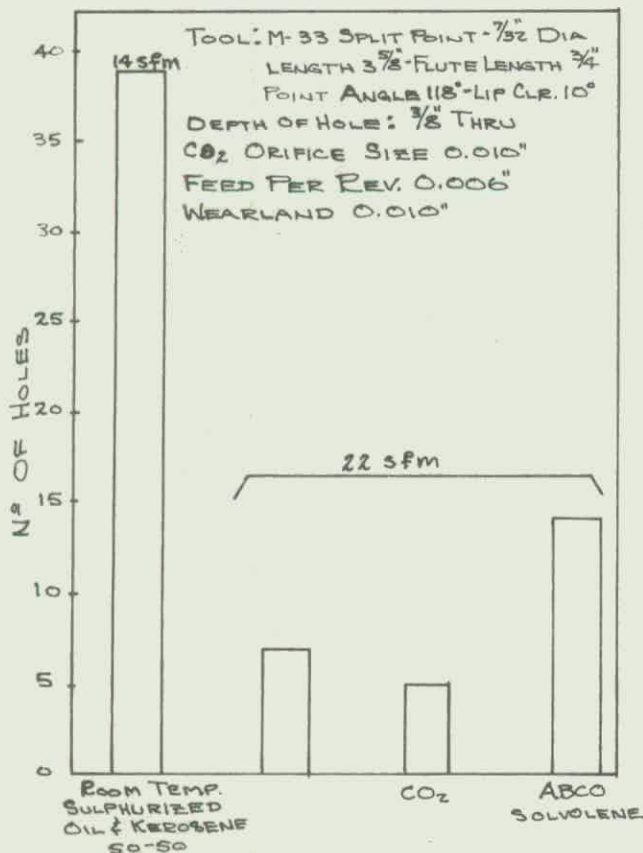 TOOL: M-33 SPLIT POINT - 7/32" DIA
LENGTH 3 5/8" - FLUTE LENGTH 3/4"
POINT ANGLE 118° - LIP CLR. 10°
DEPTH OF HOLE: 3/8" THRU
CO₂ ORIFICE SIZE 0.010"
FEED PER REV. 0.006"
WEARLAND 0.010"
14 sfm
22 sfm
Nº OF HOLES
40
35
30
25
20
15
10
5
0
ROOM TEMP.
SULPHURIZED
OIL & KEROSENE
50-50
CO₂
ABCO
SOLVOLENE